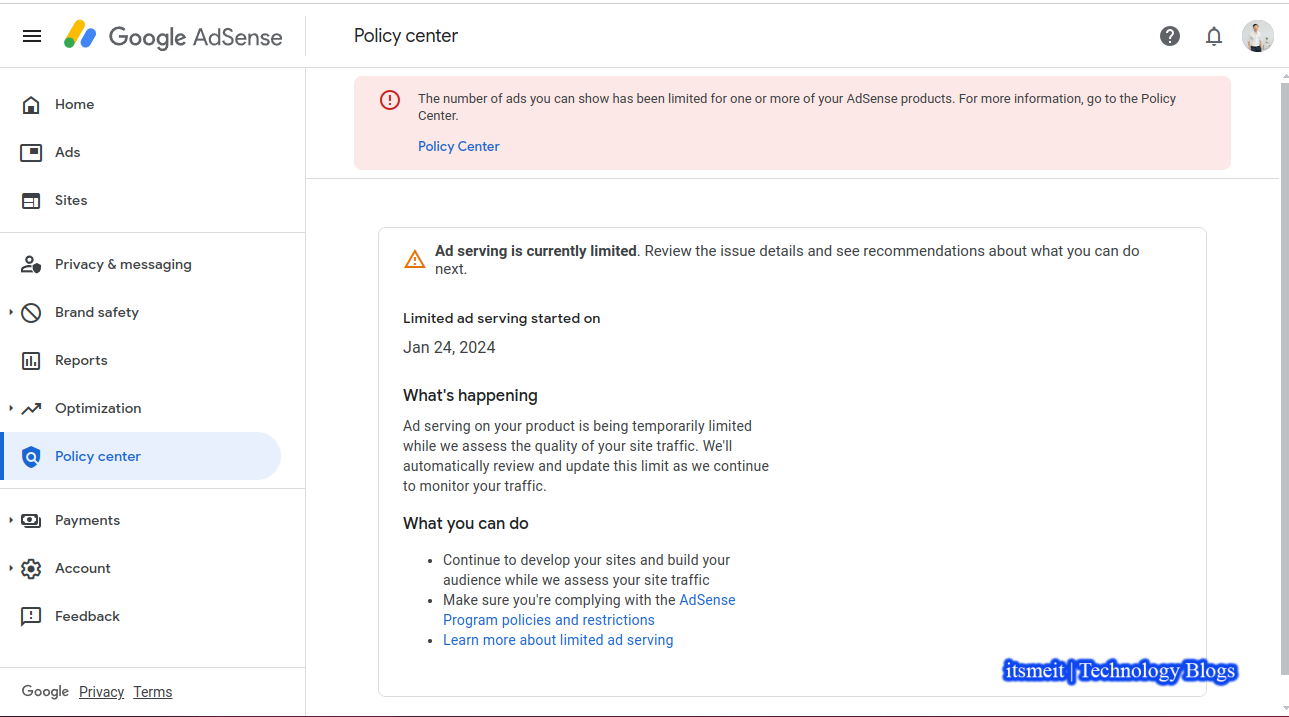 Google AdSense
Policy center
The number of ads you can show has been limited for one or more of your AdSense products. For more information, go to the Policy
Center.
Policy Center
Home
Ads
Sites
Privacy & messaging
Brand safety
Reports
Optimization
Policy center
Payments
Account
Feedback
Google Privacy Terms
Ad serving is currently limited. Review the issue details and see recommendations about what you can do
next.
Limited ad serving started on
Jan 24, 2024
What's happening
Ad serving on your product is being temporarily limited
while we assess the quality of your site traffic. We'll
automatically review and update this limit as we continue
to monitor your traffic.
What you can do
• Continue to develop your sites and build your
audience while we assess your site traffic
• Make sure you're complying with the AdSense
Program policies and restrictions
• Learn more about limited ad serving
itsmeit | Technology Blogs